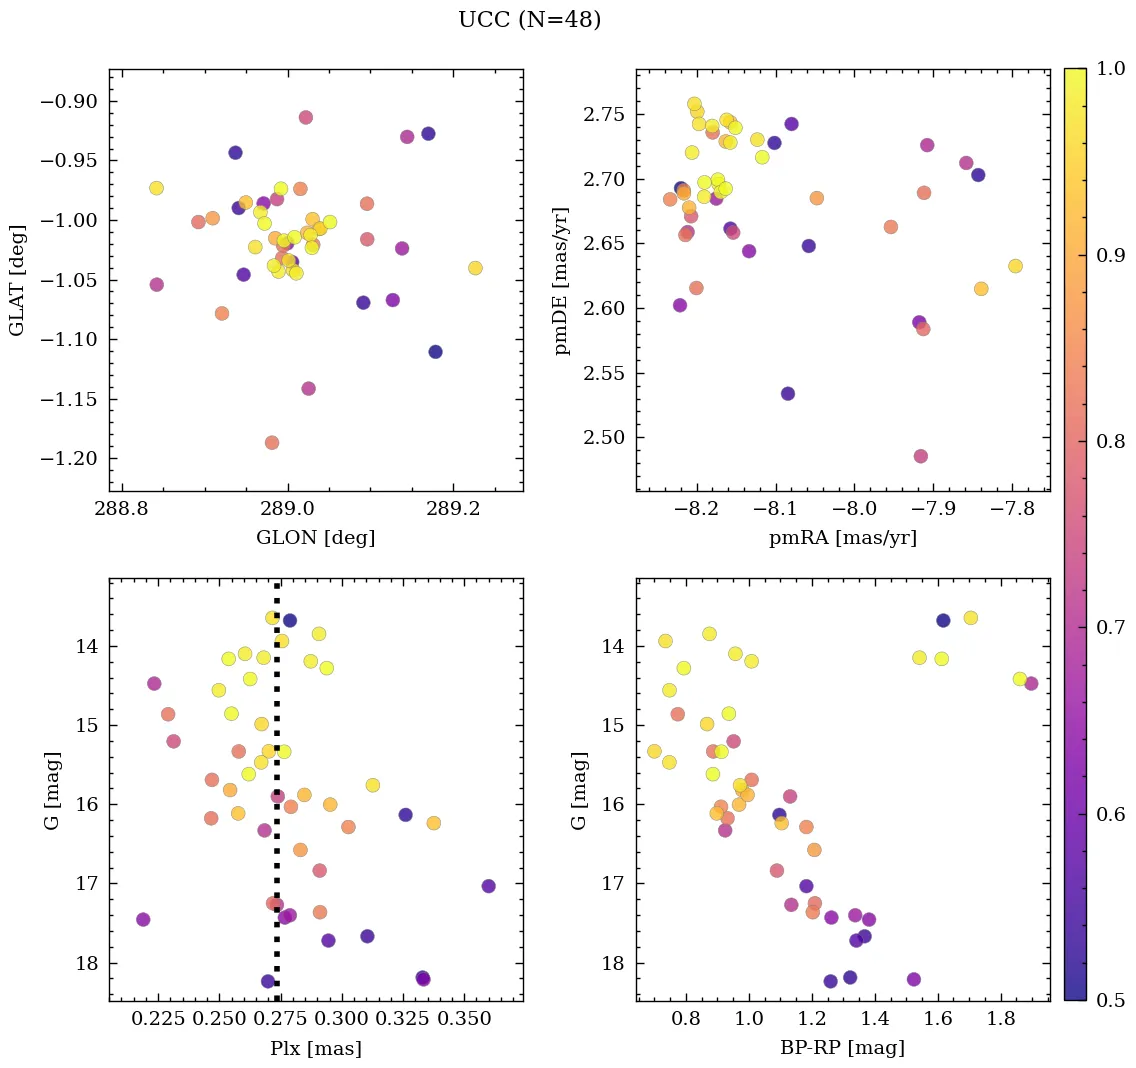 UCC (N=48)
−0.90
−0.95
−1.00
−1.05
−1.10
−1.15
−1.20
GLAT [deg]
288.8 289.0 289.2
GLON [deg]
2.75
2.70
2.65
2.60
2.55
2.50
pmDE [mas/yr]
−8.2 −8.1 −8.0 −7.9 −7.8
pmRA [mas/yr]
14
15
16
17
18
G [mag]
0.225 0.250 0.275 0.300 0.325 0.350
Plx [mas]
14
15
16
17
18
G [mag]
0.8 1.0 1.2 1.4 1.6 1.8
BP-RP [mag]
1.0
0.9
0.8
0.7
0.6
0.5